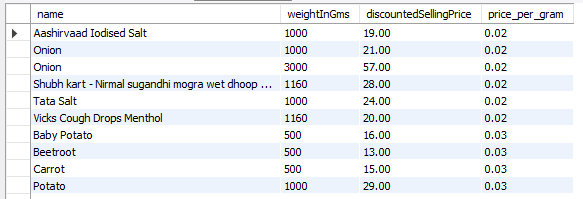 name weightInGms discountedSellingPrice price_per_gram
Aashirvaad Iodised Salt 1000 19.00 0.02
Onion 1000 21.00 0.02
Onion 3000 57.00 0.02
Shubh kart - Nirmal sugandhi mogra wet dhoop ... 1160 28.00 0.02
Tata Salt 1000 24.00 0.02
Vicks Cough Drops Menthol 1160 20.00 0.02
Baby Potato 500 16.00 0.03
Beetroot 500 13.00 0.03
Carrot 500 15.00 0.03
Potato 1000 29.00 0.03